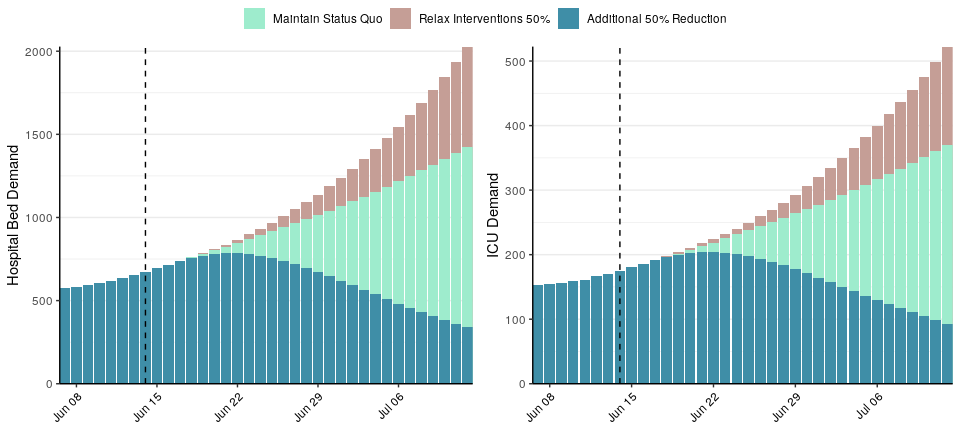 Maintain Status Quo Relax Interventions 50% Additional 50% Reduction
Hospital Bed Demand
2000
1500
1000
500
0
Jun 08 Jun 15 Jun 22 Jun 29 Jul 06
ICU Demand
500
400
300
200
100
0
Jun 08 Jun 15 Jun 22 Jun 29 Jul 06